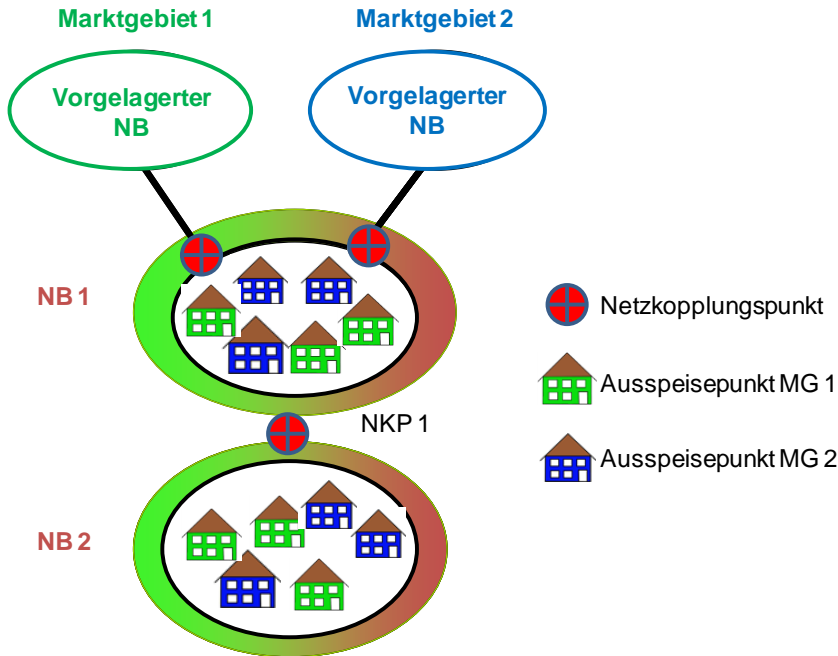 Marktgebiet 1
Marktgebiet 2
Vorgelagerter
NB
Vorgelagerter
NB
NB 1
Netzkopplungspunkt
Ausspeisepunkt MG 1
NKP 1
Ausspeisepunkt MG 2
NB 2